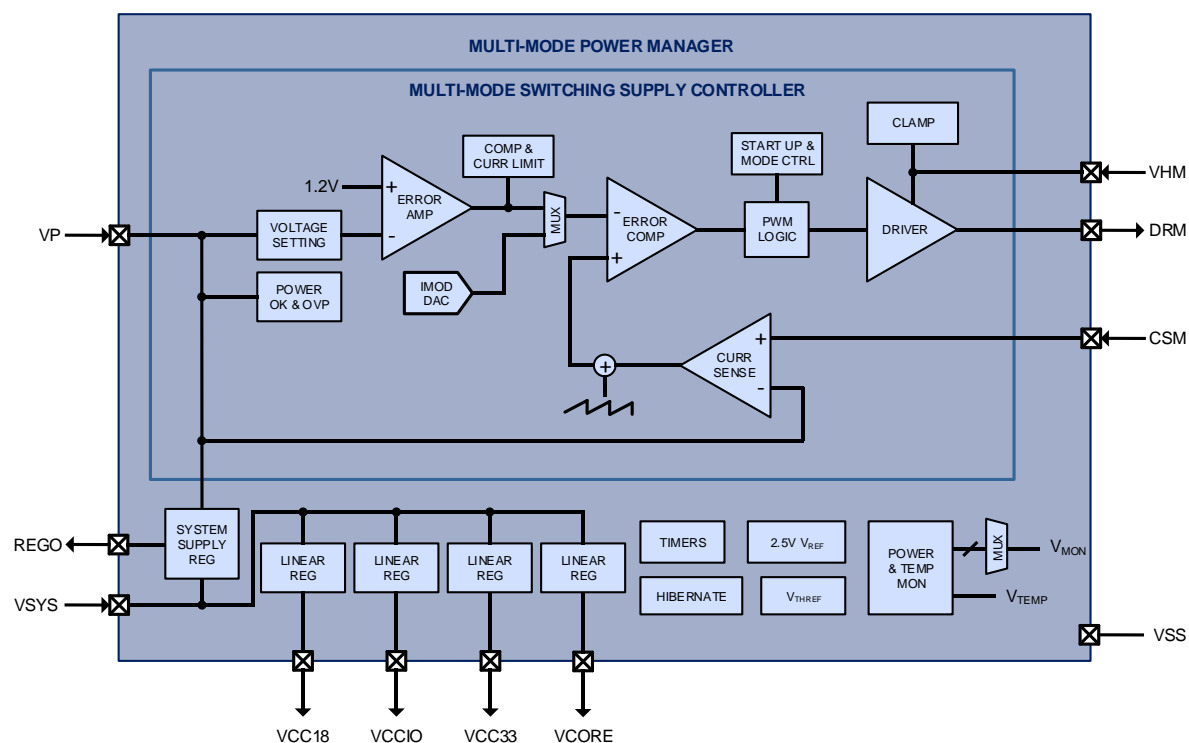 MULTI-MODE POWER MANAGER
MULTI-MODE SWITCHING SUPPLY CONTROLLER
CLAMP
COMP &
CURR LIMIT
START UP &
MODE CTRL
VHM
1.2V
+
ERROR
AMP
-
MUX
-
ERROR
COMP
+
PWM
LOGIC
DRIVER
DRM
VP
VOLTAGE
SETTING
POWER
OK & OVP
IMOD
DAC
CSM
+
CURR
SENSE
-
+
REGO
SYSTEM
SUPPLY
REG
VSYS
LINEAR
REG
LINEAR
REG
LINEAR
REG
LINEAR
REG
TIMERS
2.5V VREF
HIBERNATE
VTHREF
POWER
& TEMP
MON
MUX
VMON
VTEMP
VSS
VCC18
VCCIO
VCC33
VCORE